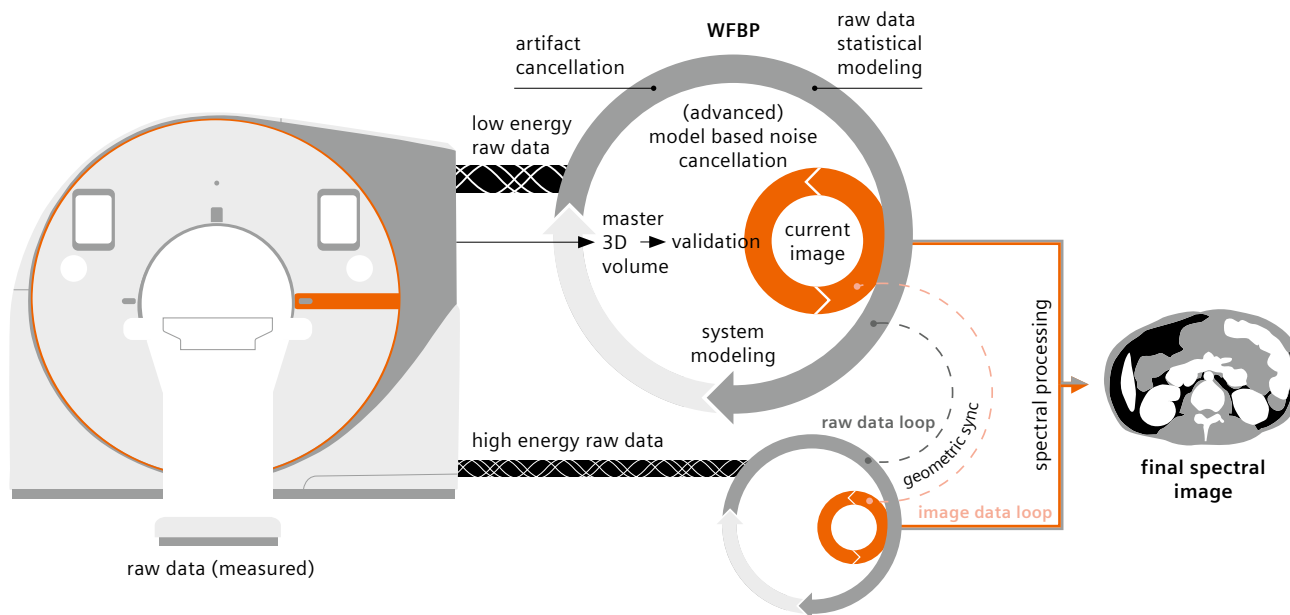 WFBP
artifact
cancellation
raw data
statistical
modeling
(advanced)
model based noise
cancellation
low energy
raw data
master
3D
volume
validation
current
image
system
modeling
raw data loop
geometric sync
spectral processing
high energy raw data
image data loop
final spectral
image
raw data (measured)